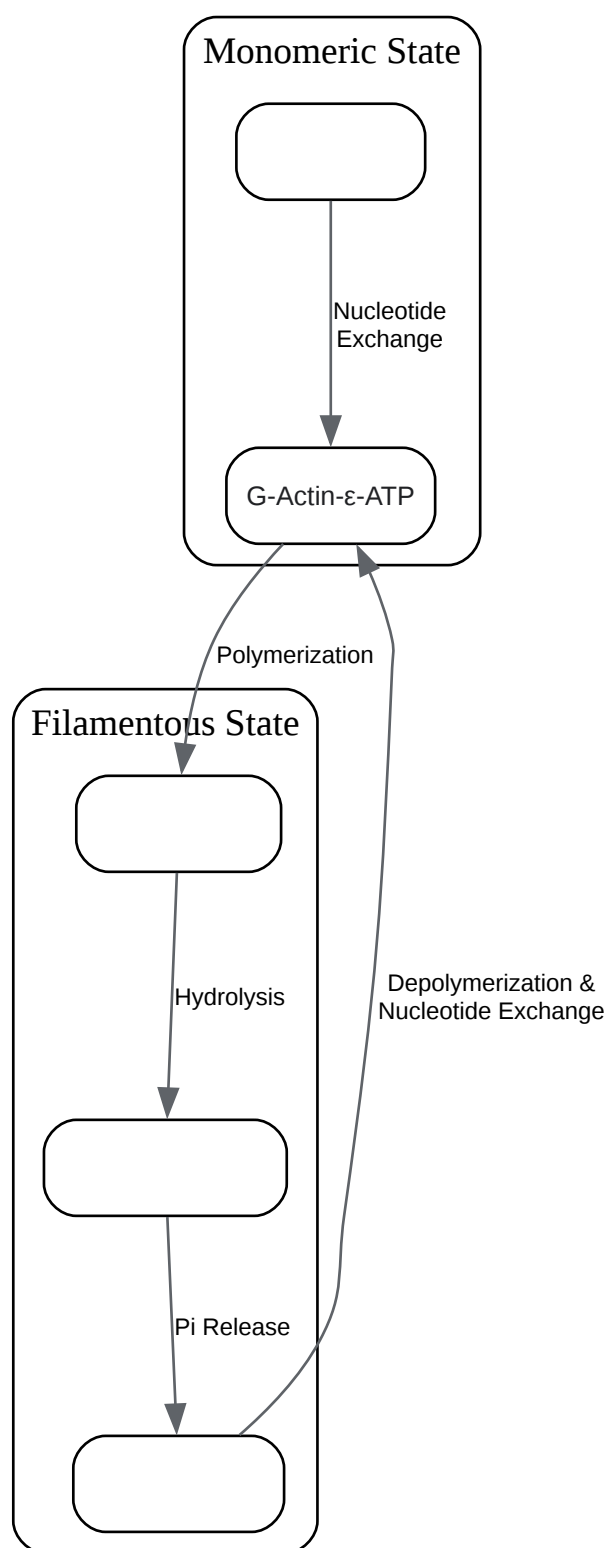 Monomeric State
Nucleotide
Exchange
G-Actin-ε-ATP
Polymerization
Filamentous State
Hydrolysis
Depolymerization &
Nucleotide Exchange
Pi Release